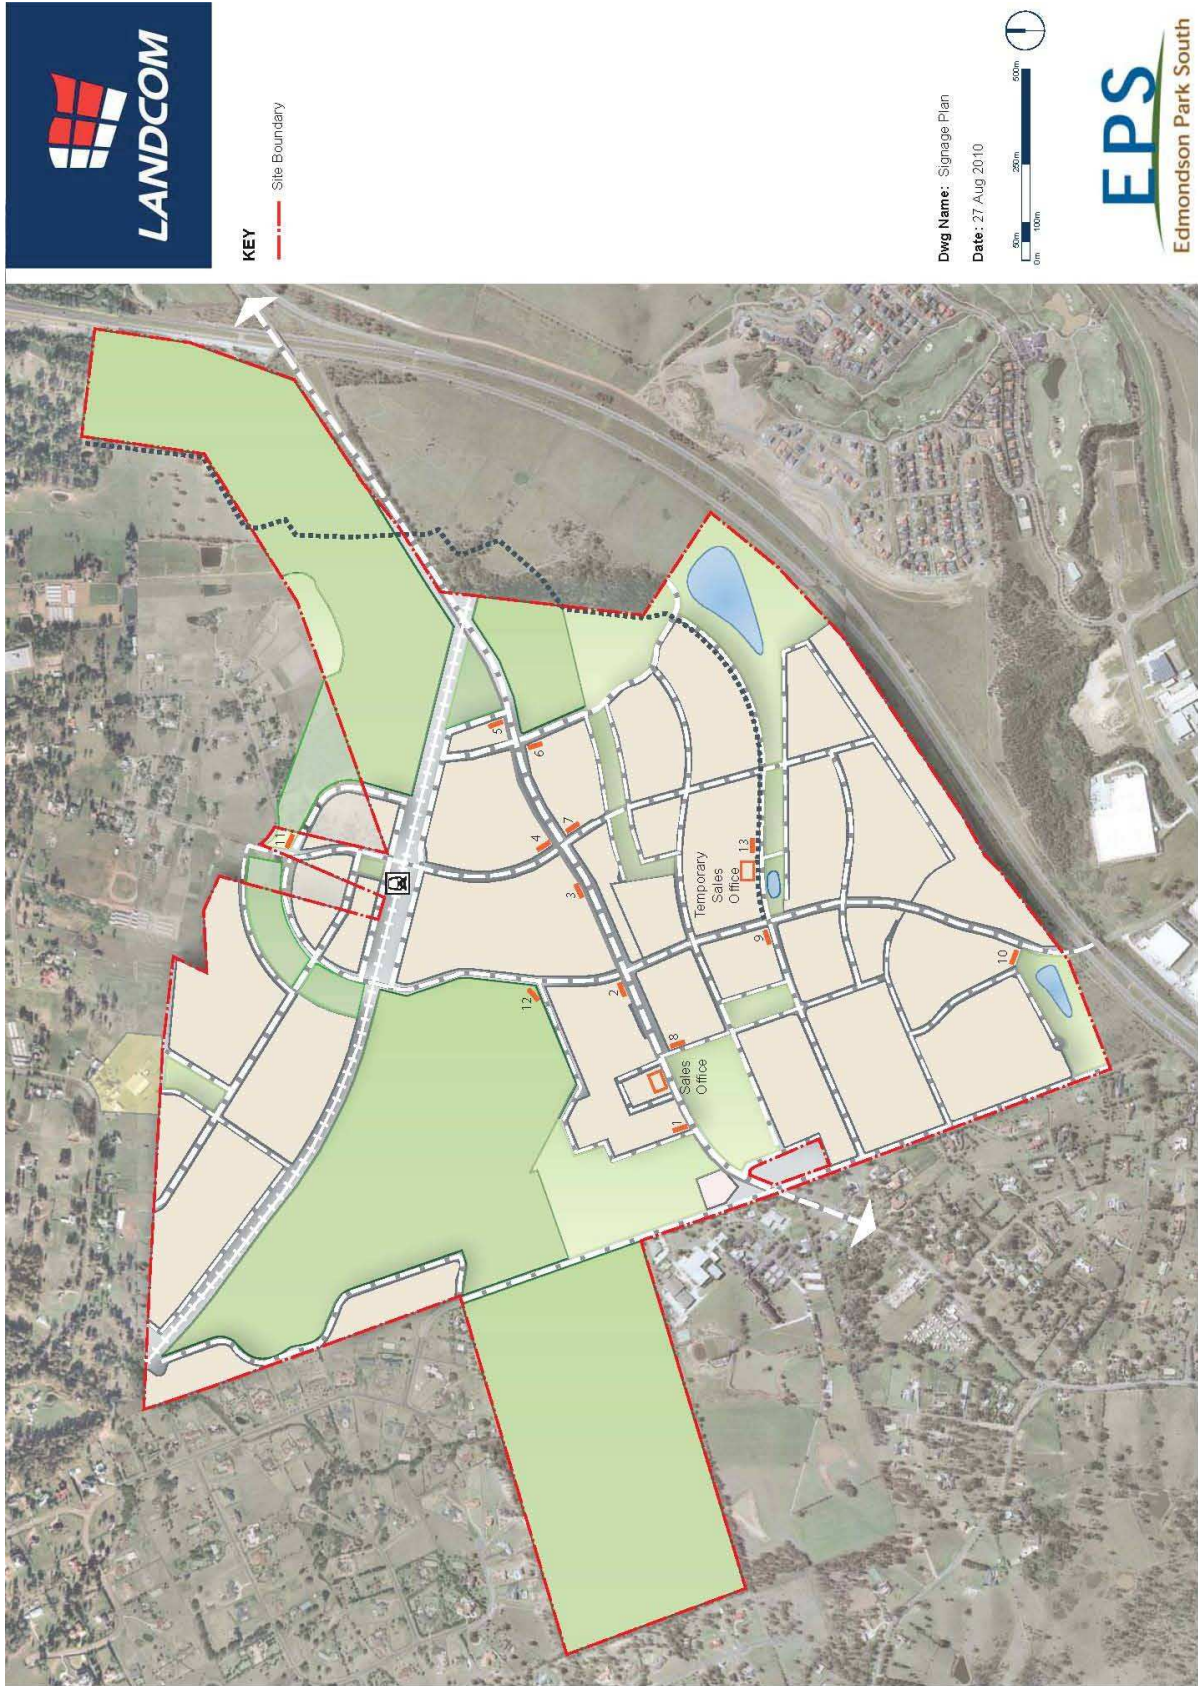 LANDCOM
KEY
Site Boundary
11
5
6
4
7
3
13
Temporary
Sales
Office
9
12
2
8
10
Sales
Office
1
Dwg Name: Signage Plan
Date: 27 Aug 2010
50m
250m
500m
0m
100m
EPS
Edmondson Park South